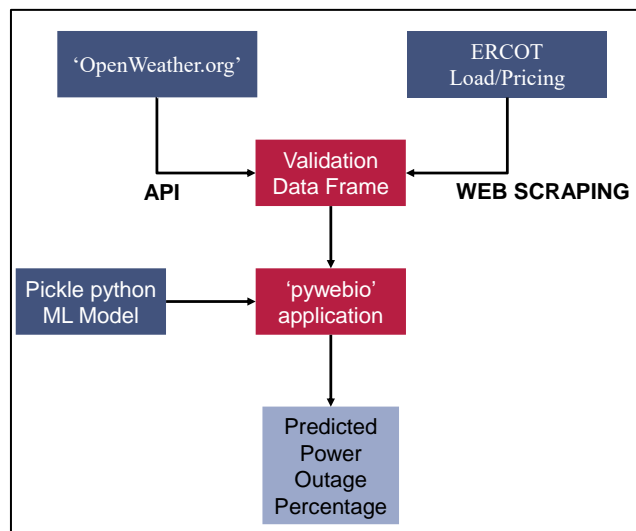 ‘OpenWeather.org’
ERCOT
Load/Pricing
Validation
Data Frame
API
WEB SCRAPING
Pickle python
ML Model
‘pywebio’
application
Predicted
Power
Outage
Percentage